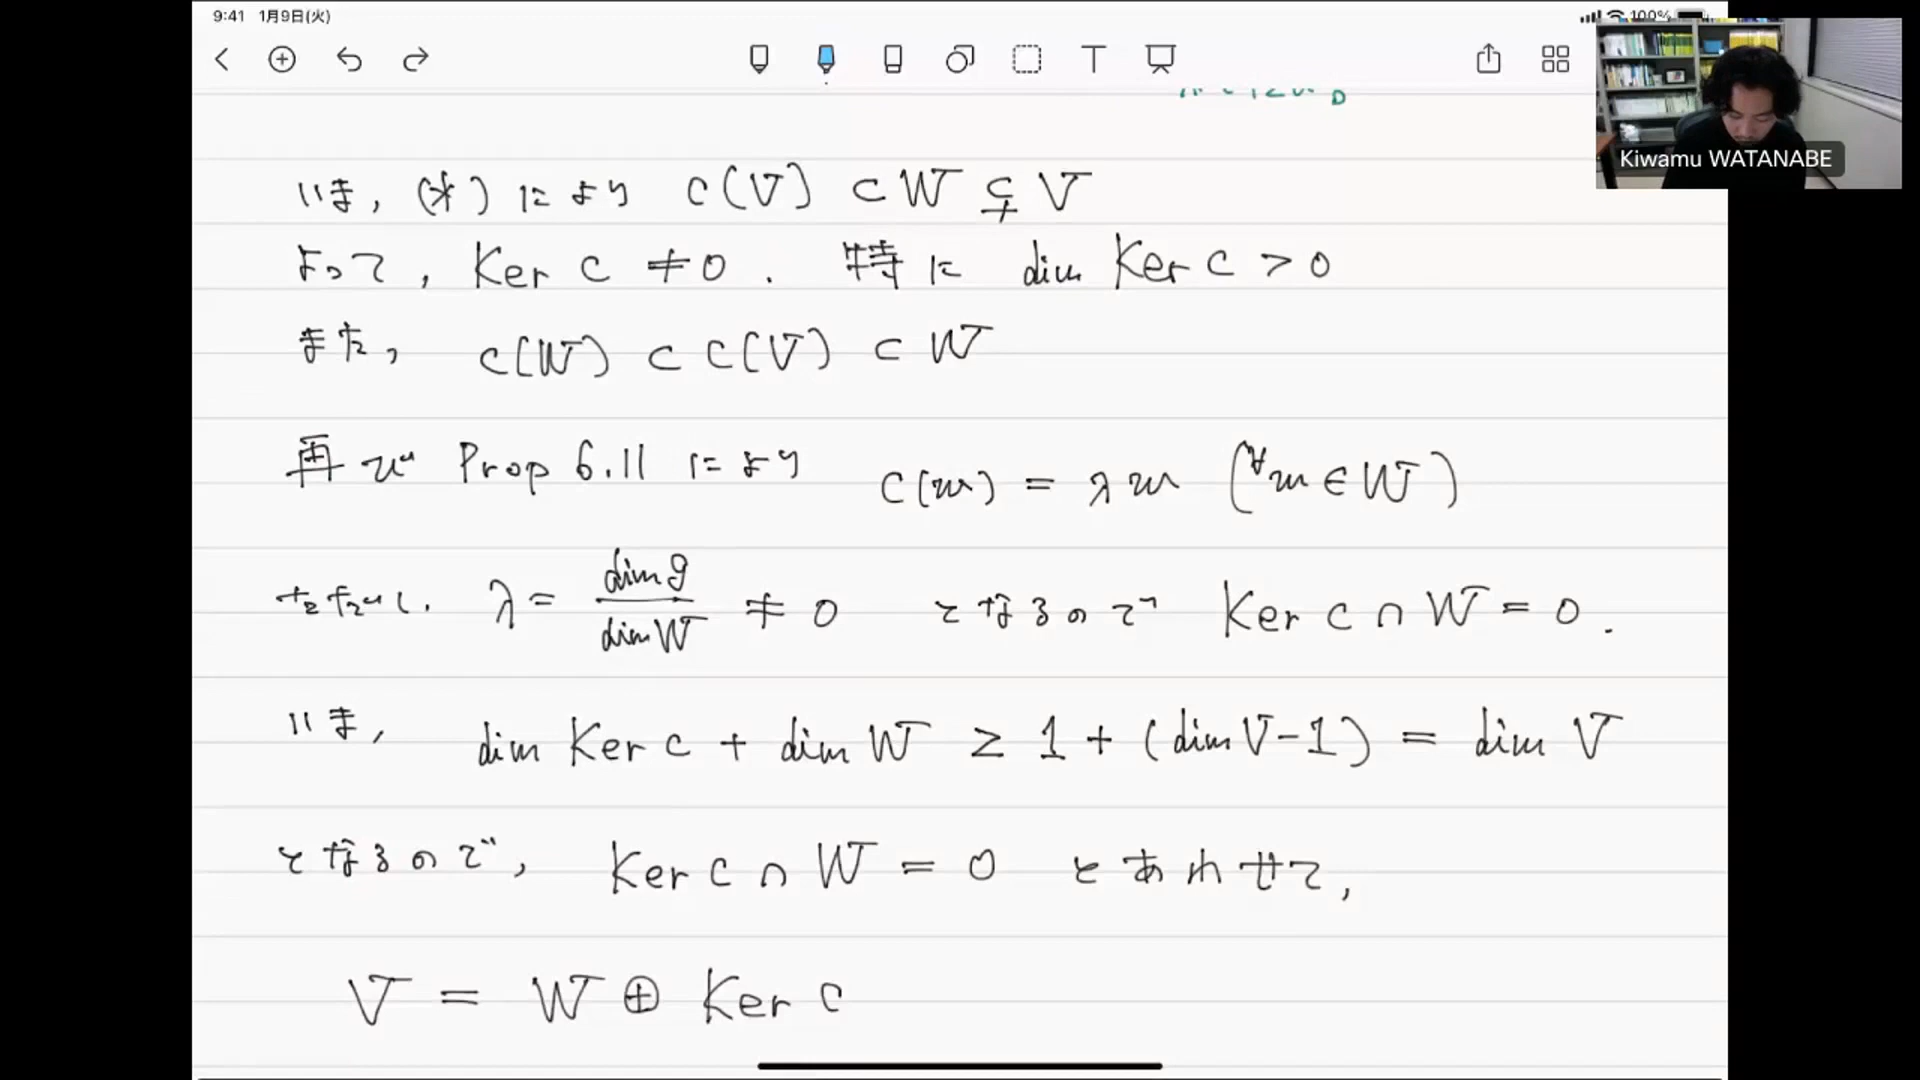 9:41 1月9日(火) 100%
Kiwamu WATANABE
いま, (*) により c(V) ⊂ W ⊊ V
よって, Ker c ≠ 0. 特に dim Ker c > 0
また, c(W) ⊂ c(V) ⊂ W
再び Prop 6.11 により c(w) = λw (∀w ∈ W)
ただし. λ = dim g / dim W ≠ 0 となるので Ker c ∩ W = 0.
いま, dim Ker c + dim W ≥ 1 + (dim V - 1) = dim V
となるので, Ker c ∩ W = 0 とあわせて,
V = W ⊕ Ker c